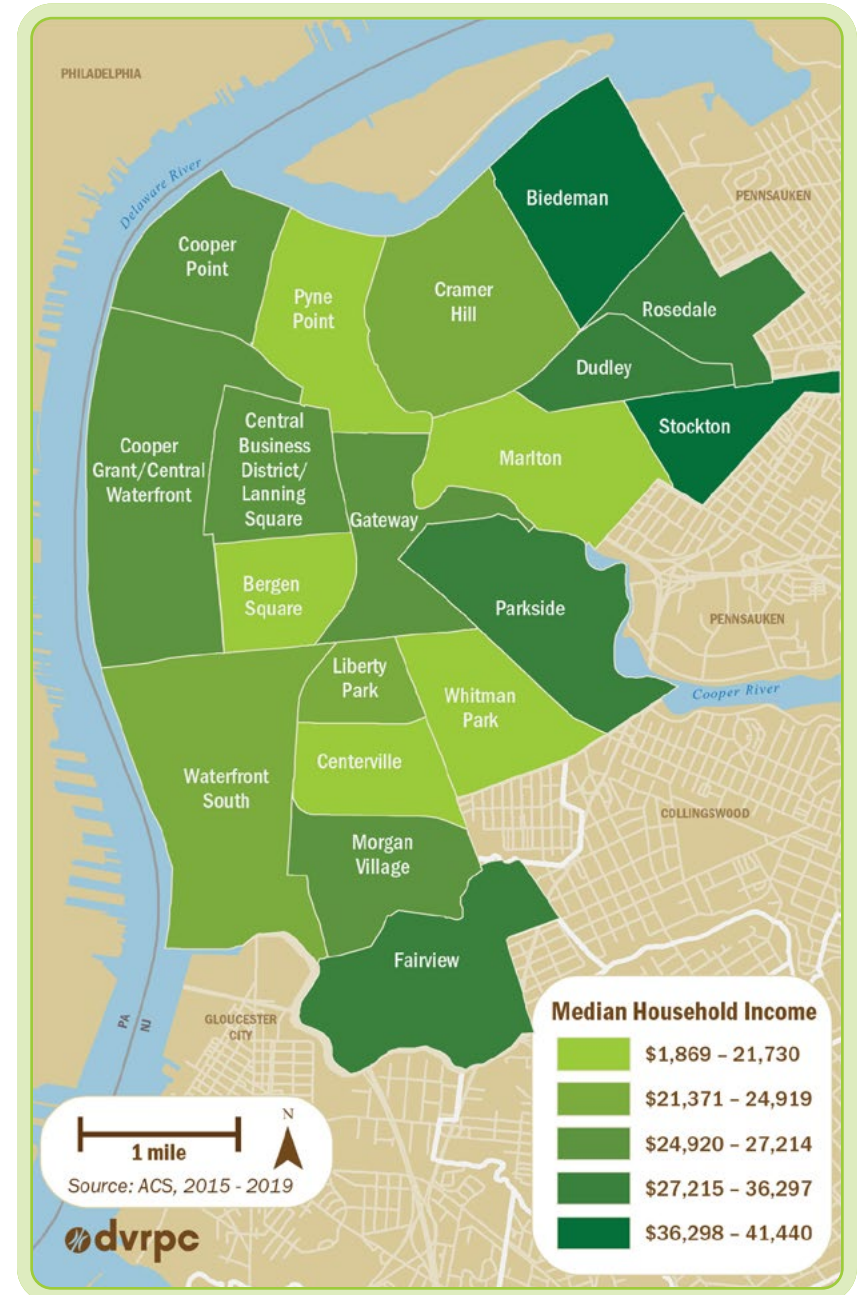 PHILADELPHIA
Delaware River
Biedeman
PENNSAUKEN
Cooper
Point
Pyne
Point
Cramer
Hill
Rosedale
Dudley
Stockton
Central
Business
District/
Lanning
Square
Cooper
Grant/Central
Waterfront
Marlton
Gateway
Bergen
Square
Parkside
PENNSAUKEN
Liberty
Park
Whitman
Park
Cooper River
Centerville
Waterfront
South
COLLINGSWOOD
Morgan
Village
Fairview
PA
NJ
GLOUCESTER
CITY
Median Household Income
$1,869 – 21,730
$21,371 – 24,919
$24,920 – 27,214
$27,215 – 36,297
$36,298 – 41,440
N
1 mile
Source: ACS, 2015 - 2019
dvrpc